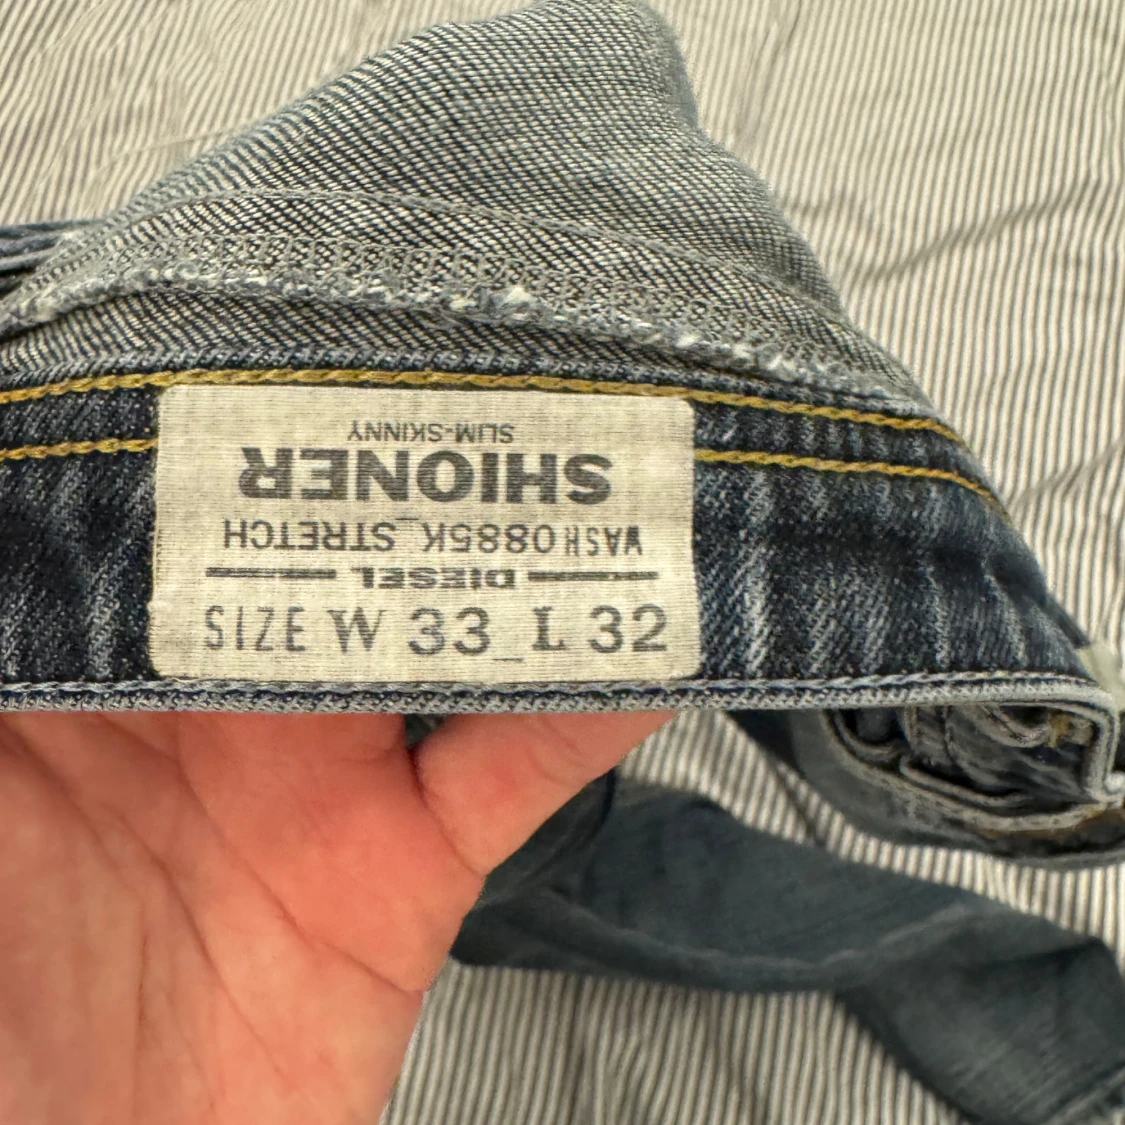 SLIM-SKINNY
SHIONER
WASH 0885K_STRETCH
DIESEL
SIZE W 33_L 32